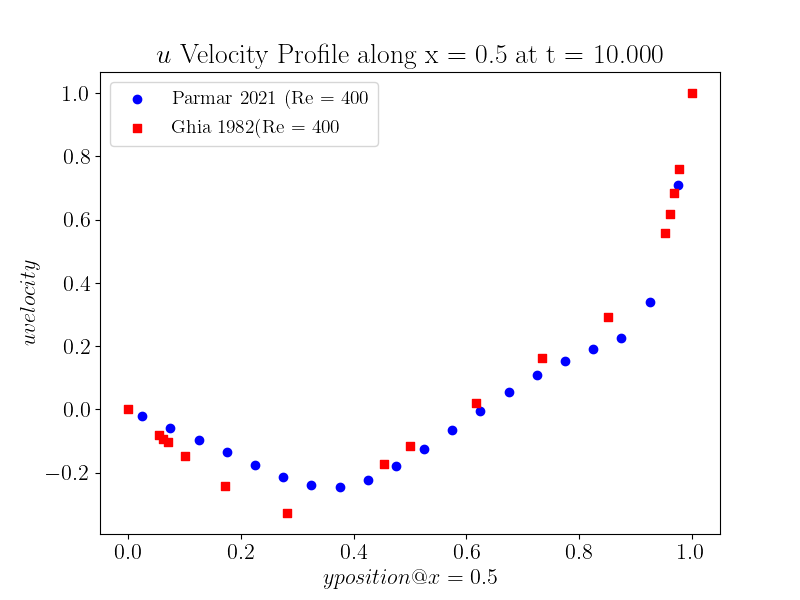 u Velocity Profile along x = 0.5 at t = 10.000
Parmar 2021 (Re = 400
Ghia 1982(Re = 400
1.0
0.8
0.6
0.4
0.2
0.0
−0.2
uvelocity
0.0 0.2 0.4 0.6 0.8 1.0
yposition@x = 0.5